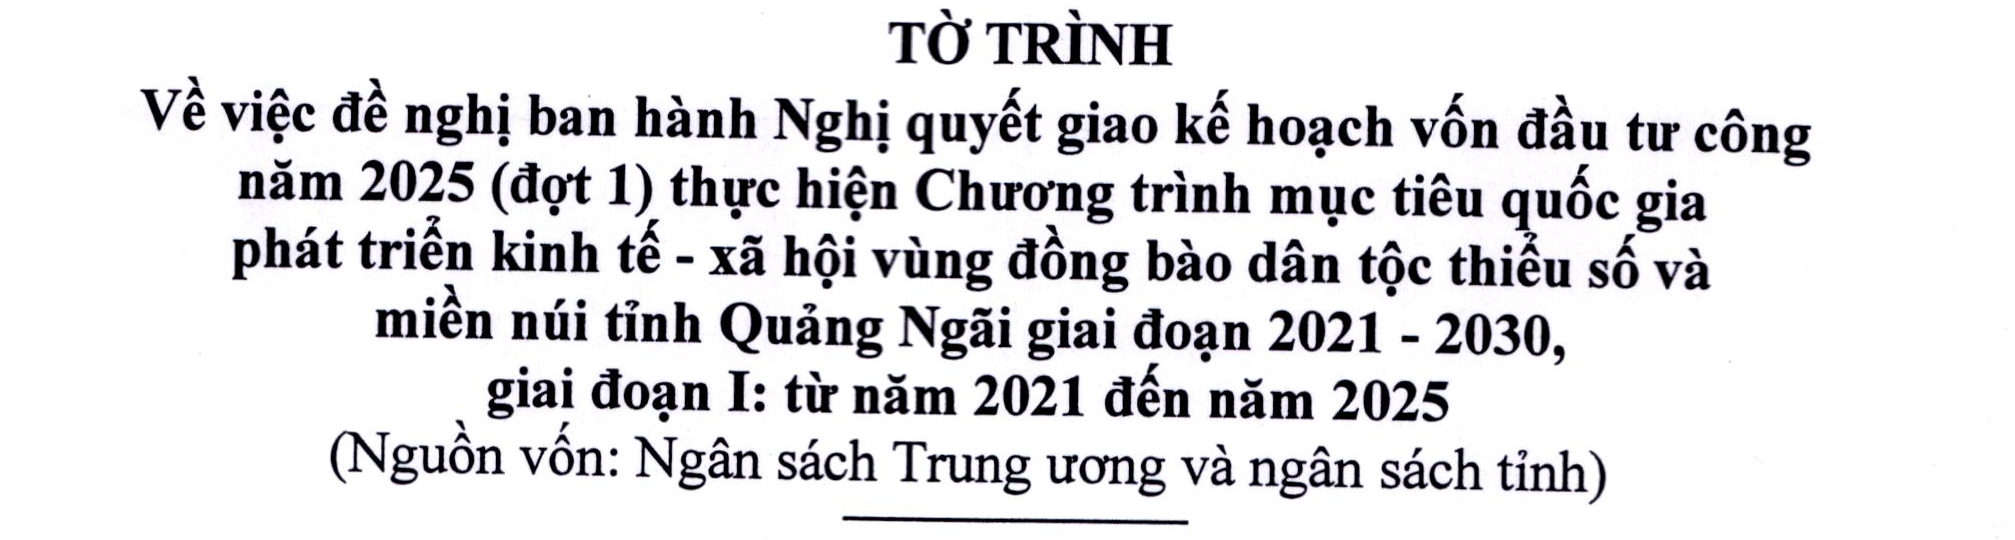 TỜ TRÌNH
Về việc đề nghị ban hành Nghị quyết giao kế hoạch vốn đầu tư công
năm 2025 (đợt 1) thực hiện Chương trình mục tiêu quốc gia
phát triển kinh tế - xã hội vùng đồng bào dân tộc thiểu số và
miền núi tỉnh Quảng Ngãi giai đoạn 2021 - 2030,
giai đoạn I: từ năm 2021 đến năm 2025
(Nguồn vốn: Ngân sách Trung ương và ngân sách tỉnh)